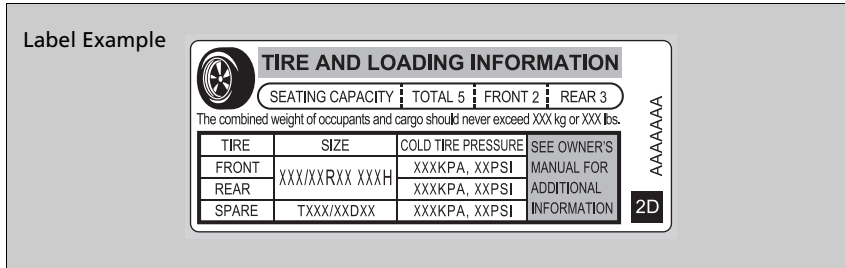 Label Example
TIRE AND LOADING INFORMATION
SEATING CAPACITY TOTAL 5 FRONT 2 REAR 3
The combined weight of occupants and cargo should never exceed XXX kg or XXX lbs.
TIRE SIZE COLD TIRE PRESSURE SEE OWNER'S MANUAL FOR ADDITIONAL INFORMATION
FRONT XXX/XXRXX XXXH XXXKPA, XXPSI
REAR XXXKPA, XXPSI
SPARE TXXX/XXDXX XXXKPA, XXPSI
AAAAAAA
2D